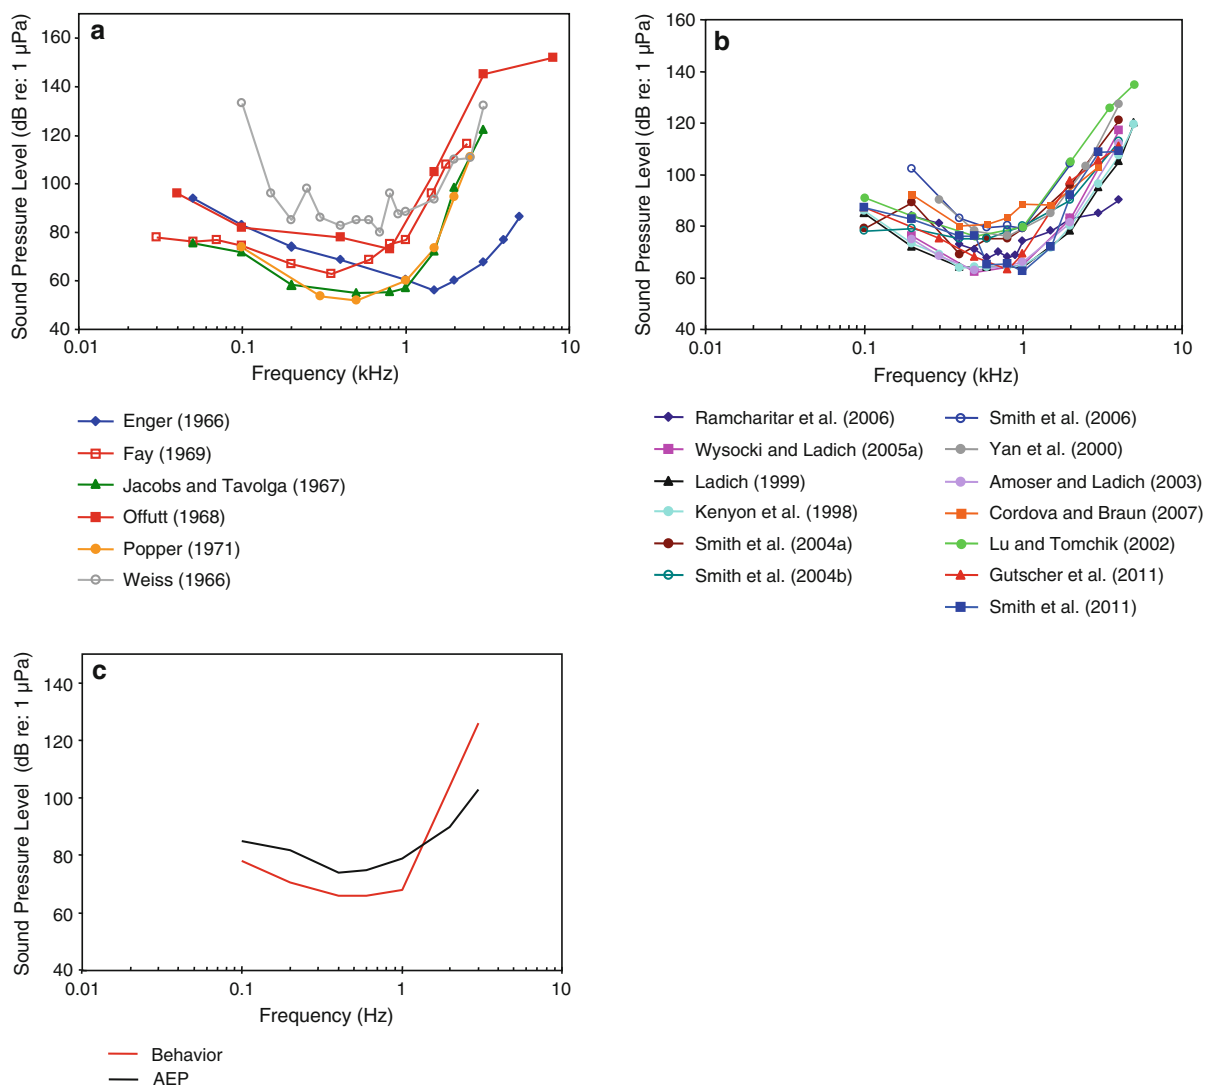 a
Sound Pressure Level (dB re: 1 µPa)
160
140
120
100
80
60
40
0.01
0.1
1
10
Frequency (kHz)
Enger (1966)
Fay (1969)
Jacobs and Tavolga (1967)
Offutt (1968)
Popper (1971)
Weiss (1966)
b
Sound Pressure Level (dB re: 1 µPa)
160
140
120
100
80
60
40
0.01
0.1
1
10
Frequency (kHz)
Ramcharitar et al. (2006)
Wysocki and Ladich (2005a)
Ladich (1999)
Kenyon et al. (1998)
Smith et al. (2004a)
Smith et al. (2004b)
Smith et al. (2006)
Yan et al. (2000)
Amoser and Ladich (2003)
Cordova and Braun (2007)
Lu and Tomchik (2002)
Gutscher et al. (2011)
Smith et al. (2011)
c
Sound Pressure Level (dB re: 1 µPa)
140
120
100
80
60
40
0.01
0.1
1
10
Frequency (Hz)
Behavior
AEP